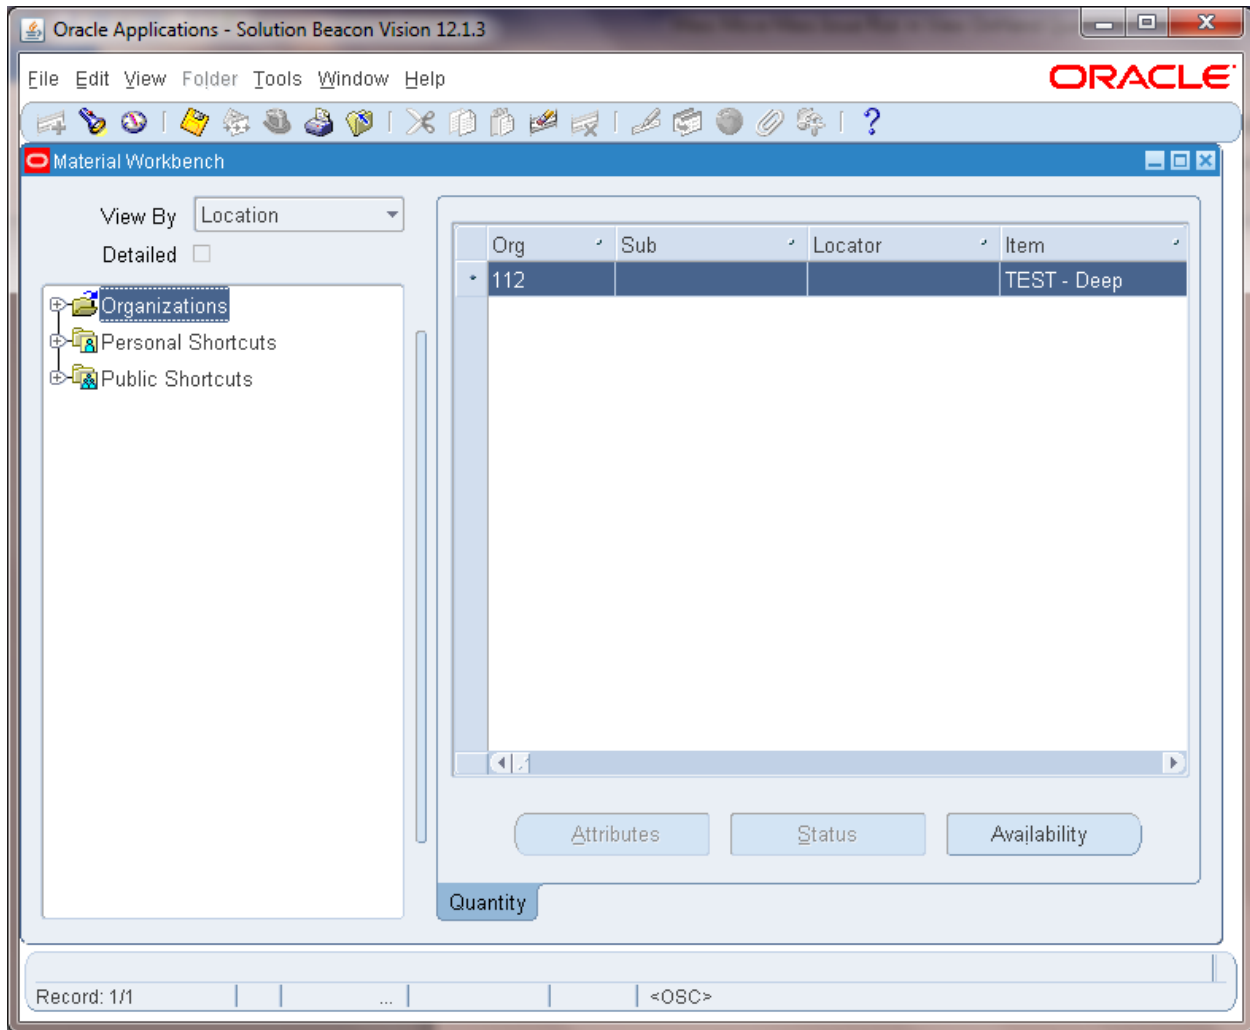 Oracle Applications - Solution Beacon Vision 12.1.3
File Edit View Folder Tools Window Help
ORACLE
Material Workbench
View By Location
Detailed
Organizations
Personal Shortcuts
Public Shortcuts
Org Sub Locator Item
112 TEST - Deep
Attributes Status Availability
Quantity
Record: 1/1 ... <OSC>